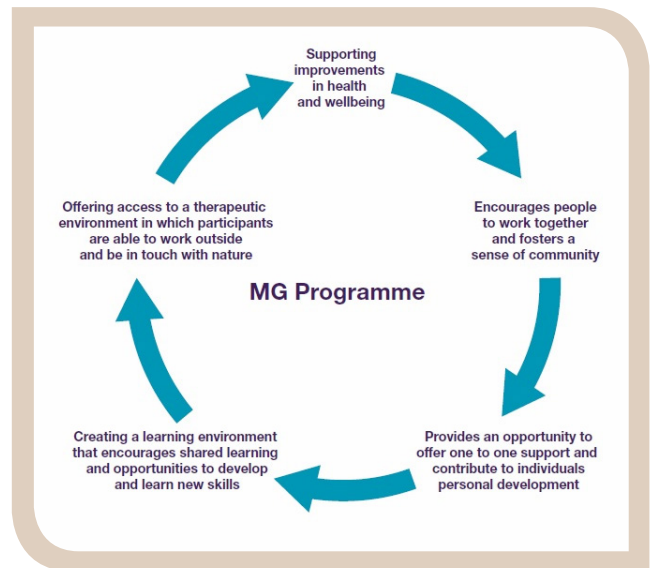 Supporting
improvements
in health
and wellbeing
Encourages people
to work together
and fosters a
sense of community
Provides an opportunity to
offer one to one support and
contribute to individuals
personal development
Creating a learning environment
that encourages shared learning
and opportunities to develop
and learn new skills
Offering access to a therapeutic
environment in which participants
are able to work outside
and be in touch with nature
MG Programme